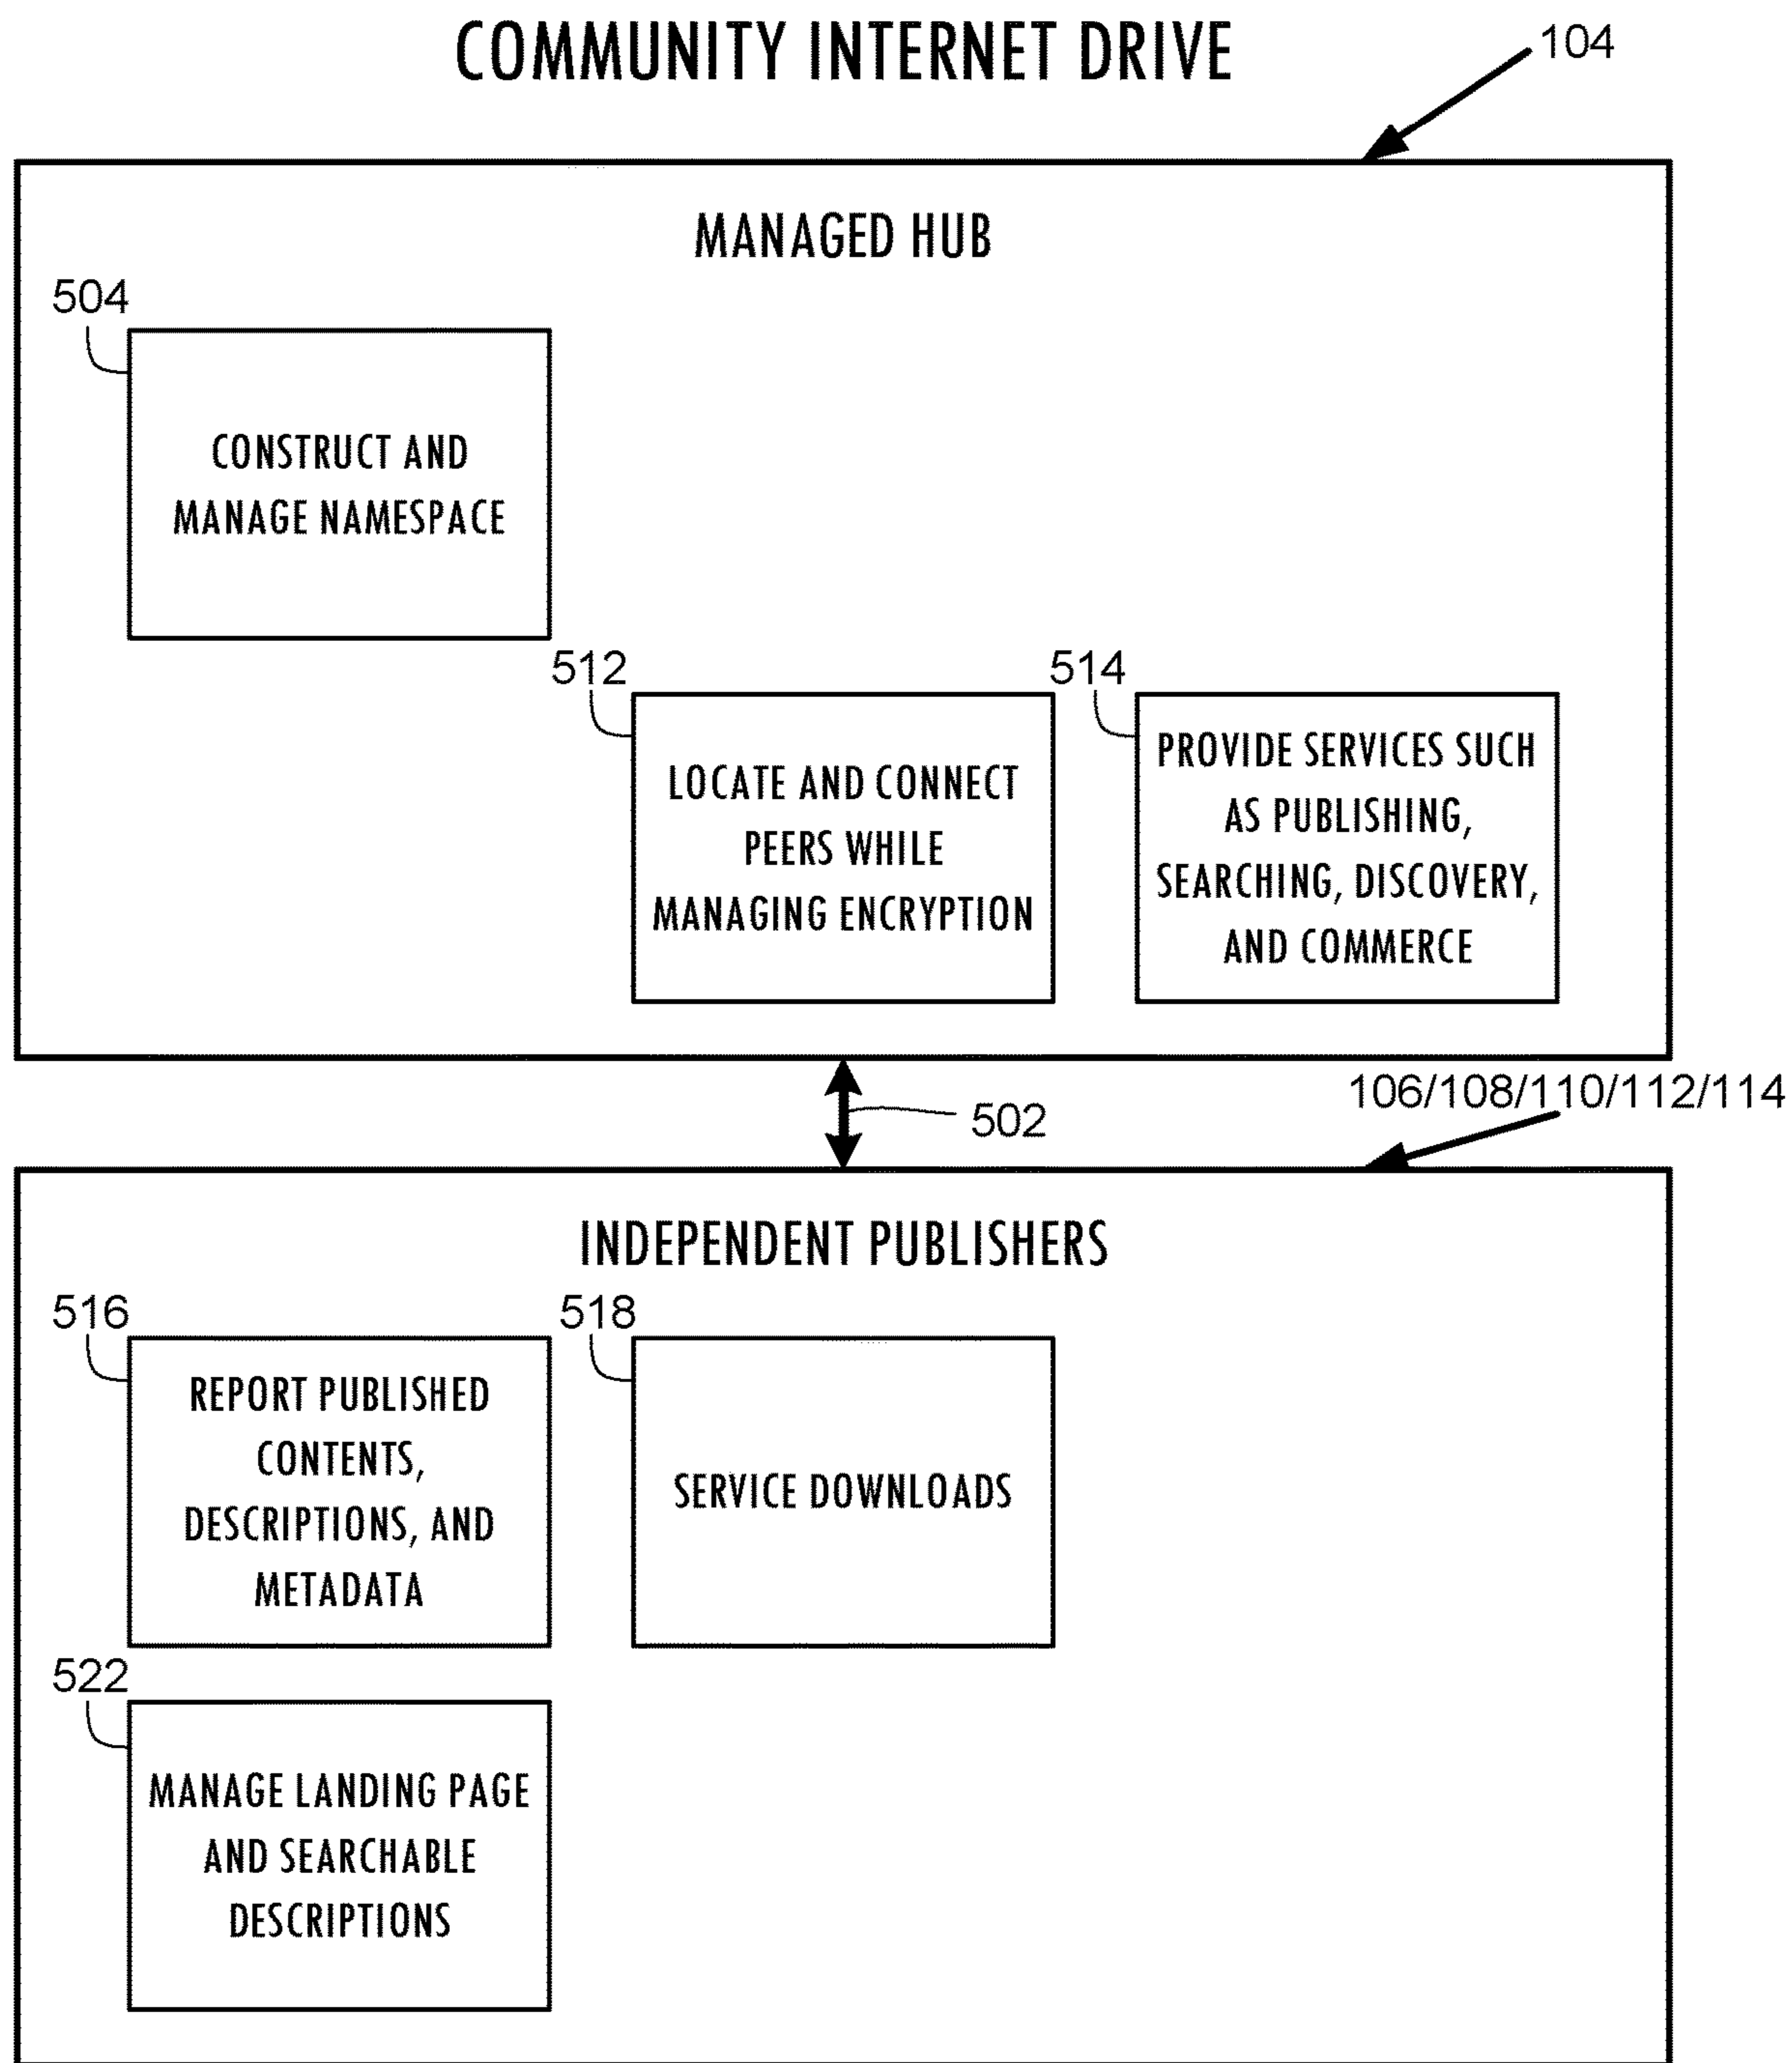 COMMUNITY INTERNET DRIVE
104
MANAGED HUB
504
CONSTRUCT AND
MANAGE NAMESPACE
512
LOCATE AND CONNECT
PEERS WHILE
MANAGING ENCRYPTION
514
PROVIDE SERVICES SUCH
AS PUBLISHING,
SEARCHING, DISCOVERY,
AND COMMERCE
502
106/108/110/112/114
INDEPENDENT PUBLISHERS
516
REPORT PUBLISHED
CONTENTS,
DESCRIPTIONS, AND
METADATA
518
SERVICE DOWNLOADS
522
MANAGE LANDING PAGE
AND SEARCHABLE
DESCRIPTIONS